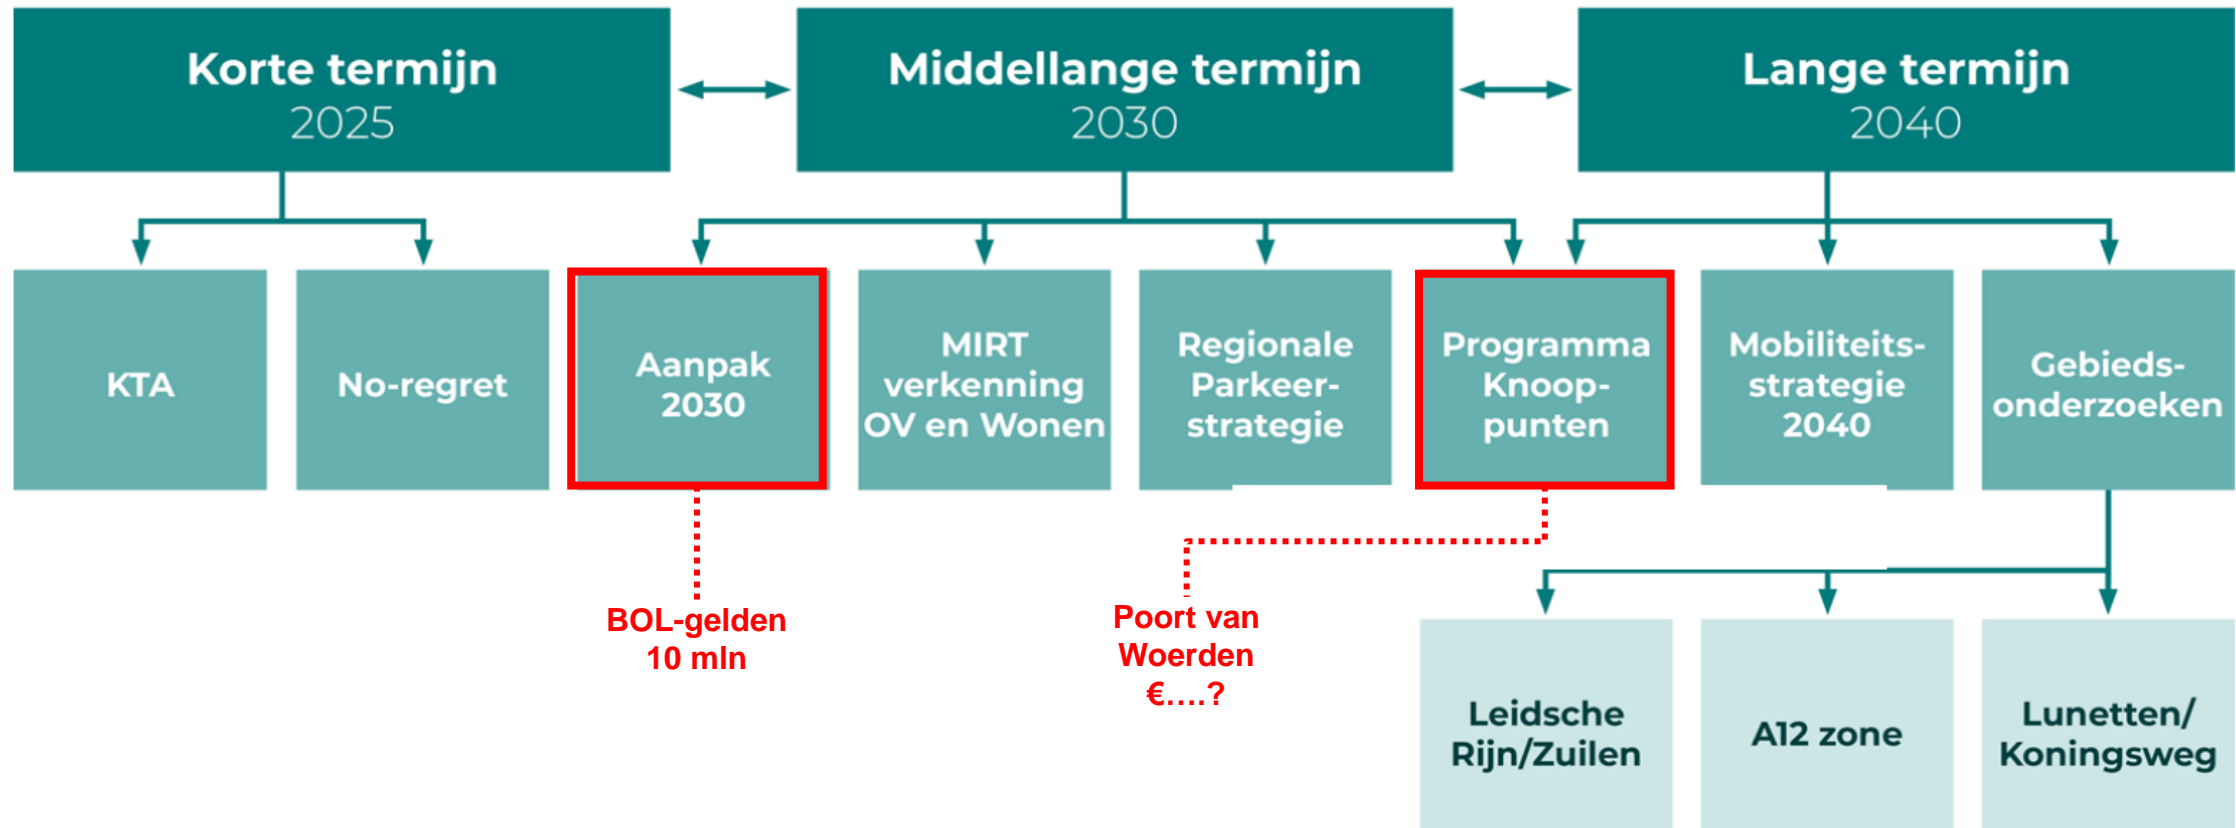 Korte termijn
2025
Middellange termijn
2030
Lange termijn
2040
KTA
No-regret
Aanpak
2030
MIRT
verkenning
OV en Wonen
Regionale
Parkeer-
strategie
Programma
Knoop-
punten
Mobiliteits-
strategie
2040
Gebieds-
onderzoeken
BOL-gelden
10 mln
Poort van
Woerden
€....?
Leidsche
Rijn/Zuilen
A12 zone
Lunetten/
Koningsweg